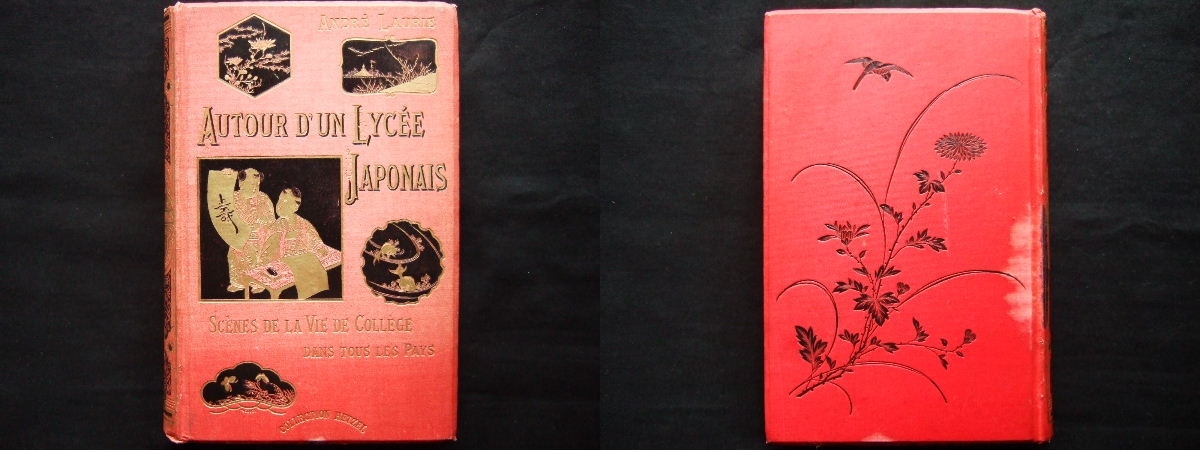 ANDRÉ LAURIE
AUTOUR D'UN LYCÉE
JAPONAIS
SCÈNES DE LA VIE DE COLLÈGE
DANS TOUS LES PAYS
COLLECTION HETZEL